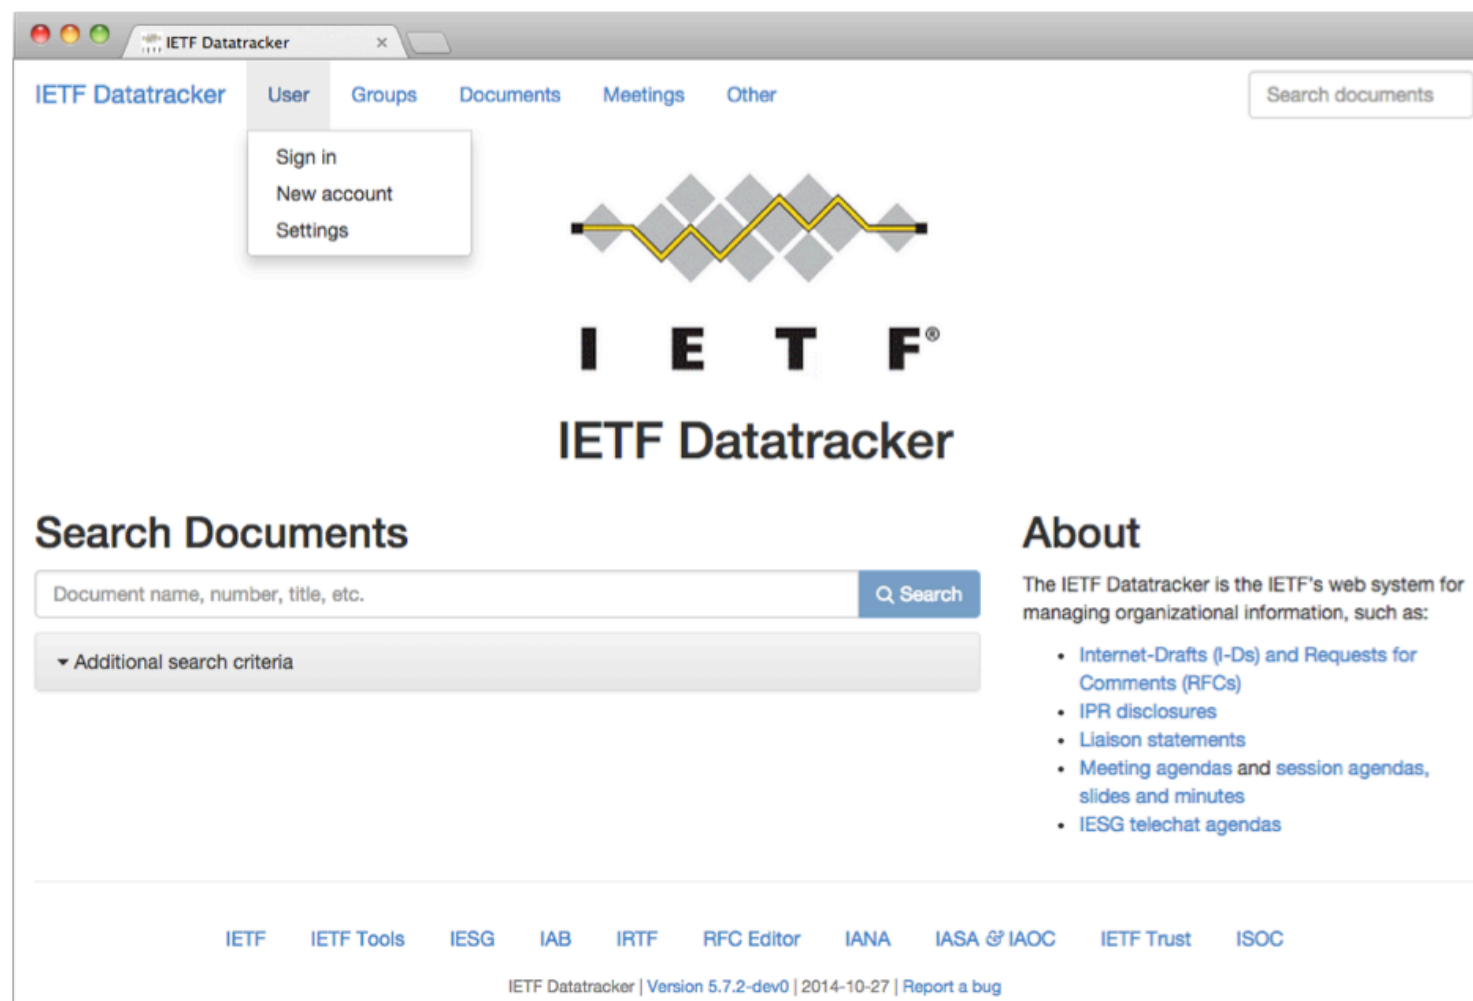 IETF Datatracker
IETF Datatracker User Groups Documents Meetings Other Search documents
Sign in
New account
Settings
I E T F®
IETF Datatracker
Search Documents
Document name, number, title, etc. Search
Additional search criteria
About
The IETF Datatracker is the IETF's web system for
managing organizational information, such as:
• Internet-Drafts (I-Ds) and Requests for
Comments (RFCs)
• IPR disclosures
• Liaison statements
• Meeting agendas and session agendas,
slides and minutes
• IESG telechat agendas
IETF IETF Tools IESG IAB IRTF RFC Editor IANA IASA & IAOC IETF Trust ISOC
IETF Datatracker | Version 5.7.2-dev0 | 2014-10-27 | Report a bug